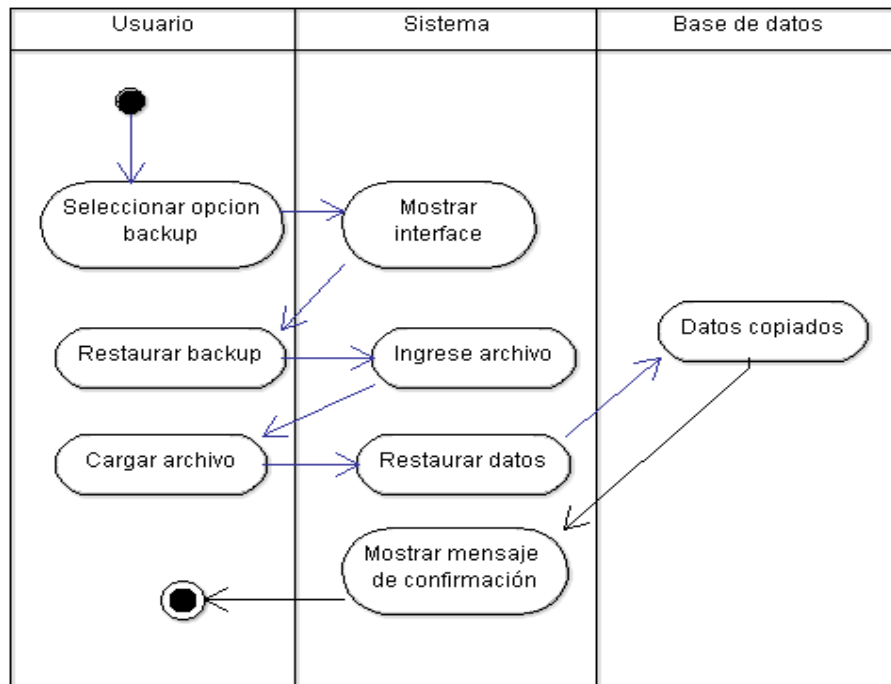 Usuario
Sistema
Base de datos
Seleccionar opcion
backup
Mostrar
interface
Restaurar backup
Ingrese archivo
Datos copiados
Cargar archivo
Restaurar datos
Mostrar mensaje
de confirmación